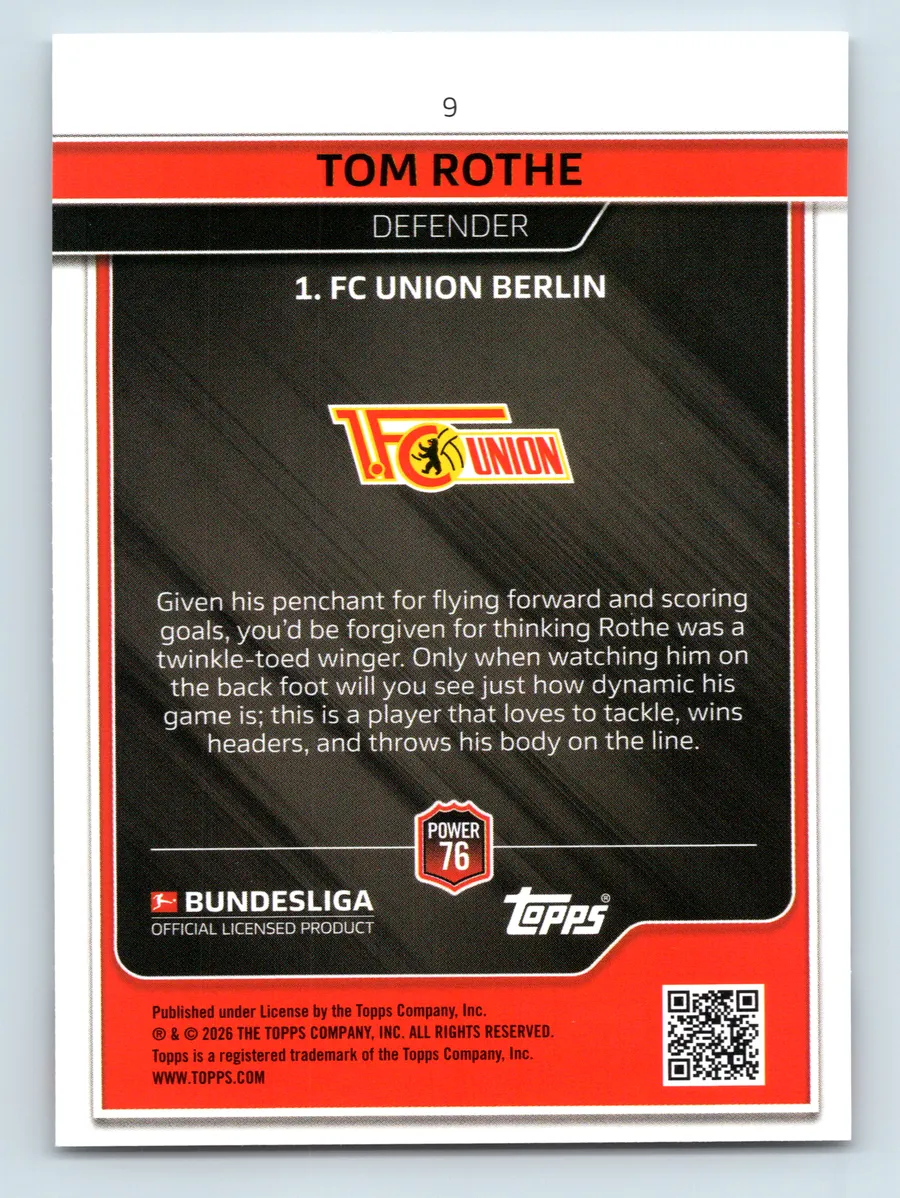 9
TOM ROTHE
DEFENDER
1. FC UNION BERLIN
1.FC UNION
Given his penchant for flying forward and scoring
goals, you'd be forgiven for thinking Rothe was a
twinkle-toed winger. Only when watching him on
the back foot will you see just how dynamic his
game is; this is a player that loves to tackle, wins
headers, and throws his body on the line.
POWER
76
BUNDESLIGA
OFFICIAL LICENSED PRODUCT
topps®
Published under License by the Topps Company, Inc.
® & © 2026 THE TOPPS COMPANY, INC. ALL RIGHTS RESERVED.
Topps is a registered trademark of the Topps Company, Inc.
WWW.TOPPS.COM